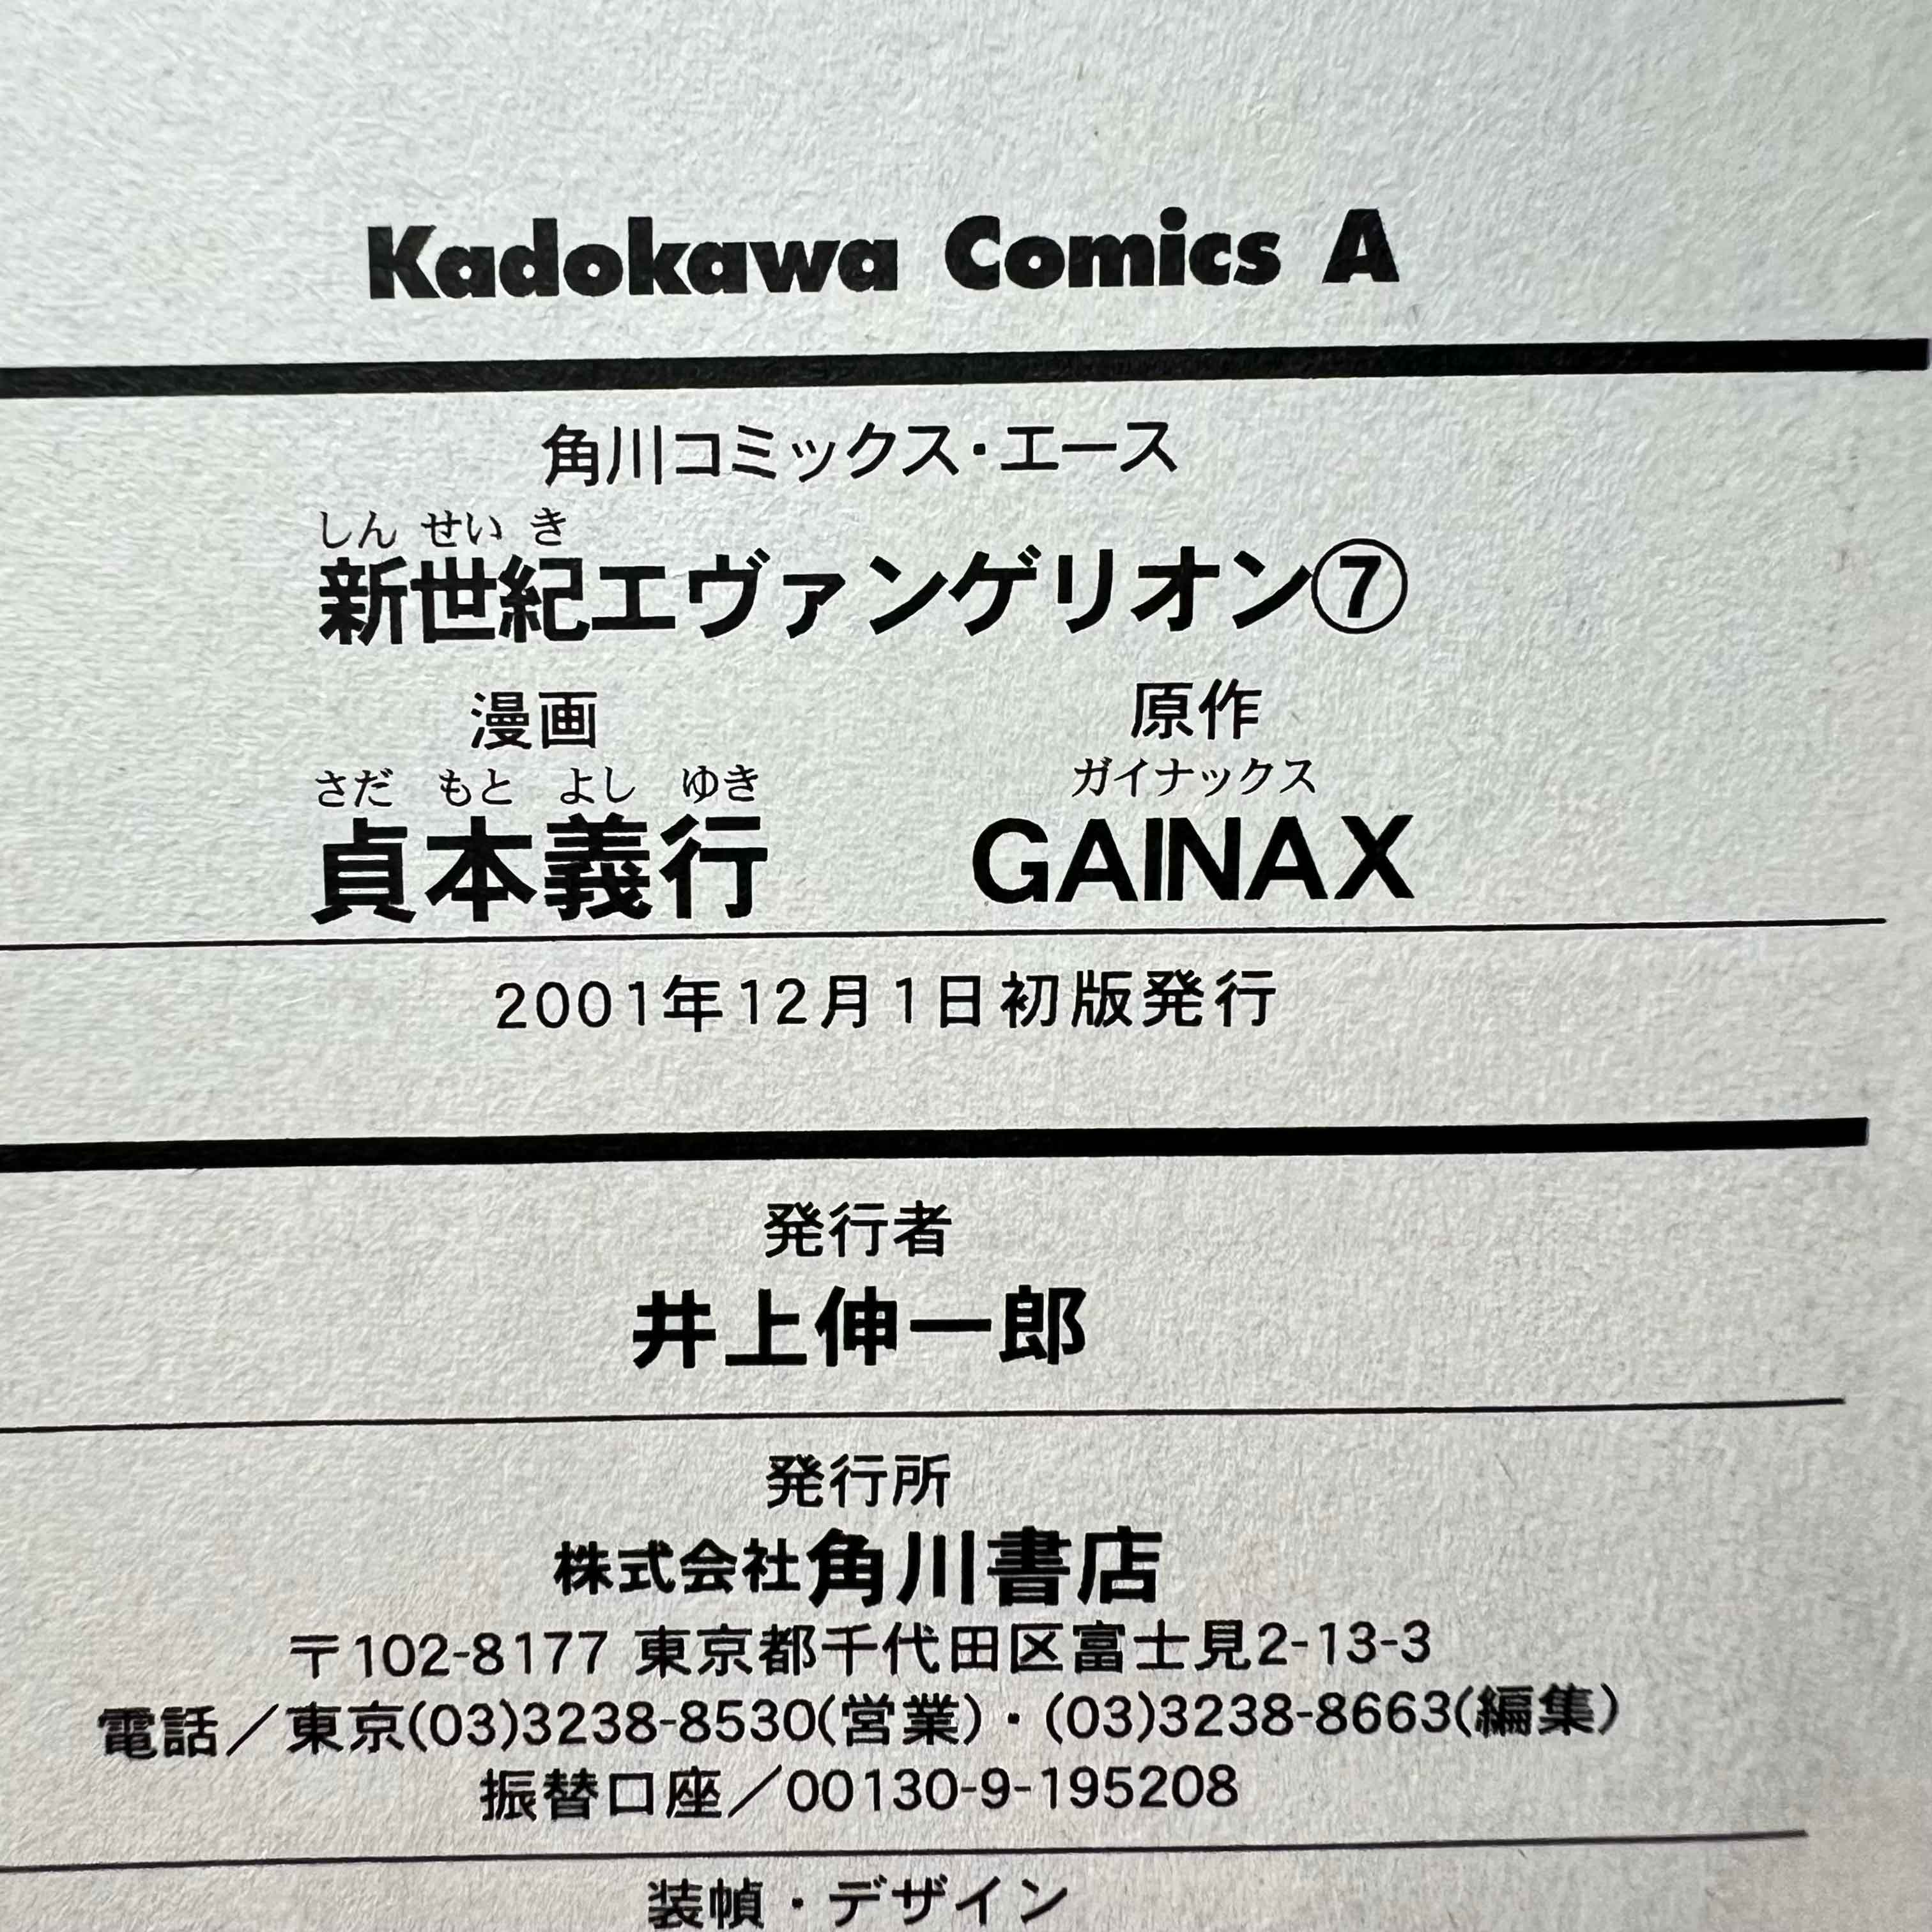 Kadokawa Comics A
角川コミックス・エース
しん せい き
新世紀エヴァンゲリオン⑦
漫画 原作
さだ もと よし ゆき ガイナックス
貞本義行 GAINAX
2001年12月1日初版発行
発行者
井上伸一郎
発行所
株式会社角川書店
〒102-8177 東京都千代田区富士見2-13-3
電話／東京(03)3238-8530(営業)・(03)3238-8663(編集)
振替口座／00130-9-195208
装幀・デザイン